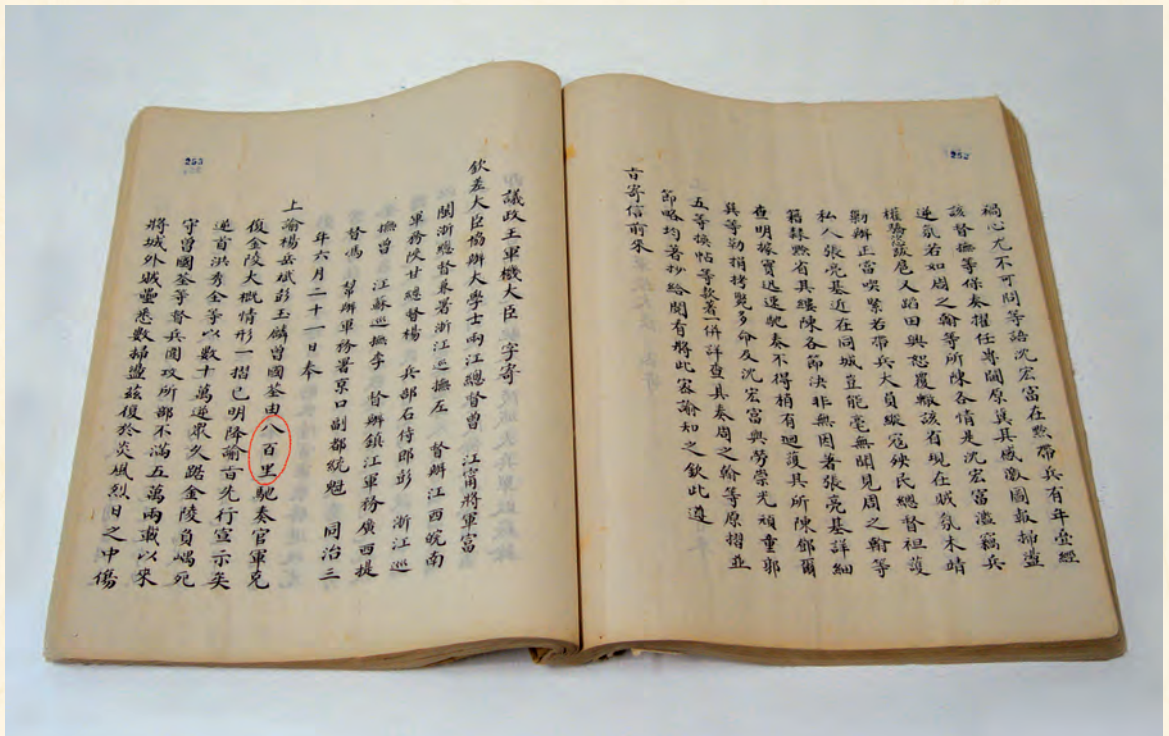 禍心尤不可問等語沈宏富在黔帶兵有年疊經
該督撫等保奏擢任專閫原冀其感激圖報掃盪
逆氛若如周之翰等所陳各情是沈宏富濫竊兵
權驕蹇跋扈又蹈田興恕覆轍該省現在賊氛未靖
勦辦正當喫緊若帶兵大員縱寇殃民總督袒護
私人張亮基近在同城豈能毫無聞見周之翰等
籍隸黔省其縷陳各節決非無因著張亮基詳細
查明據實迅速馳奏不得稍有迴護其所陳鄧爾
巽等勒捐拷斃多命及沈宏富與勞崇光頑童郭
五等換帖等款著一併詳查具奏周之翰等原摺並
節略均著抄給閱看將此密諭知之欽此遵
旨寄信前來
253
議政王軍機大臣 字寄
欽差大臣協辦大學士兩江總督曾 江甯將軍富
閩浙總督兼署浙江巡撫左 督辦江西皖南
軍務陝甘總督楊 兵部右侍郎彭 浙江巡
撫曾 江蘇巡撫李 督辦鎮江軍務廣西提
督馮 幫辦軍務署京口副都統魁 同治三
年六月二十一日奉
上諭楊岳斌彭玉麟曾國荃由八百里馳奏官軍克
復金陵大概情形一摺已明降諭旨先行宣示矣
逆首洪秀全等以數十萬逆眾久踞金陵負嵎死
守曾國荃等督兵圍攻所部不滿五萬兩載以來
將城外賊壘悉數掃盪茲復於炎風烈日之中傷